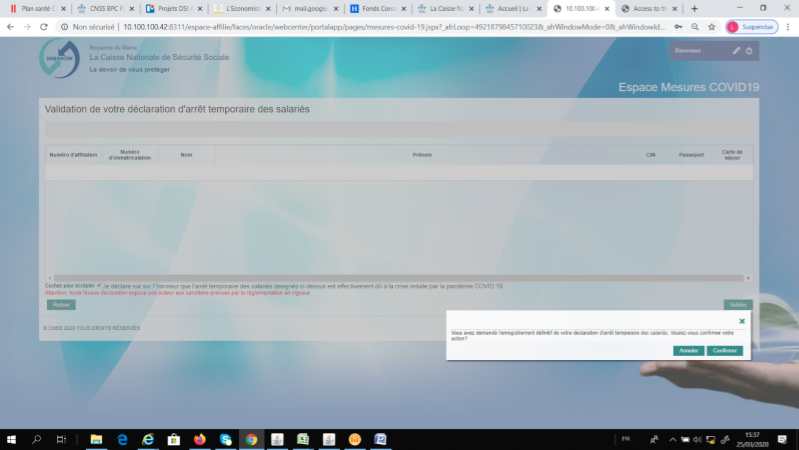 Plan santé C
CNSS BPC P
Projets DSI
L'Economist
mail.google.
Fonds Coro
La Caisse Na
Accueil | La
10.100.100.4
Access to th
Non sécurisé | 10.100.100.42:8311/espace-affilie/faces/oracle/webcenter/portalapp/pages/mesures-covid-19.jspx?_afrLoop=4921879845710023&_afrWindowMode=0&_afrWindowId...
Suspendue
Royaume du Maroc
La Caisse Nationale de Sécurité Sociale
Le devoir de vous protéger
Bienvenue
Espace Mesures COVID19
Validation de votre déclaration d'arrêt temporaire des salariés
Numéro d'affiliation
Numéro d'immatriculation
Nom
Prénom
CIN
Passeport
Carte de séjour
Cochez pour accepter Je déclare sur sur l'honneur que l'arrêt temporaire des salariés désignés ci-dessus est effectivement dû à la crise induite par la pandémie COVID 19
Attention, toute fausse déclaration expose son auteur aux sanctions prévues par la réglementation en vigueur
Retour
Valider
© CNSS 2020 TOUS DROITS RÉSERVÉS
Vous avez demandé l'enregistrement définitif de votre déclaration d'arrêt temporaire des salariés. Voulez-vous confirmer votre
action?
Annuler
Confirmer
FR
15:37
25/03/2020